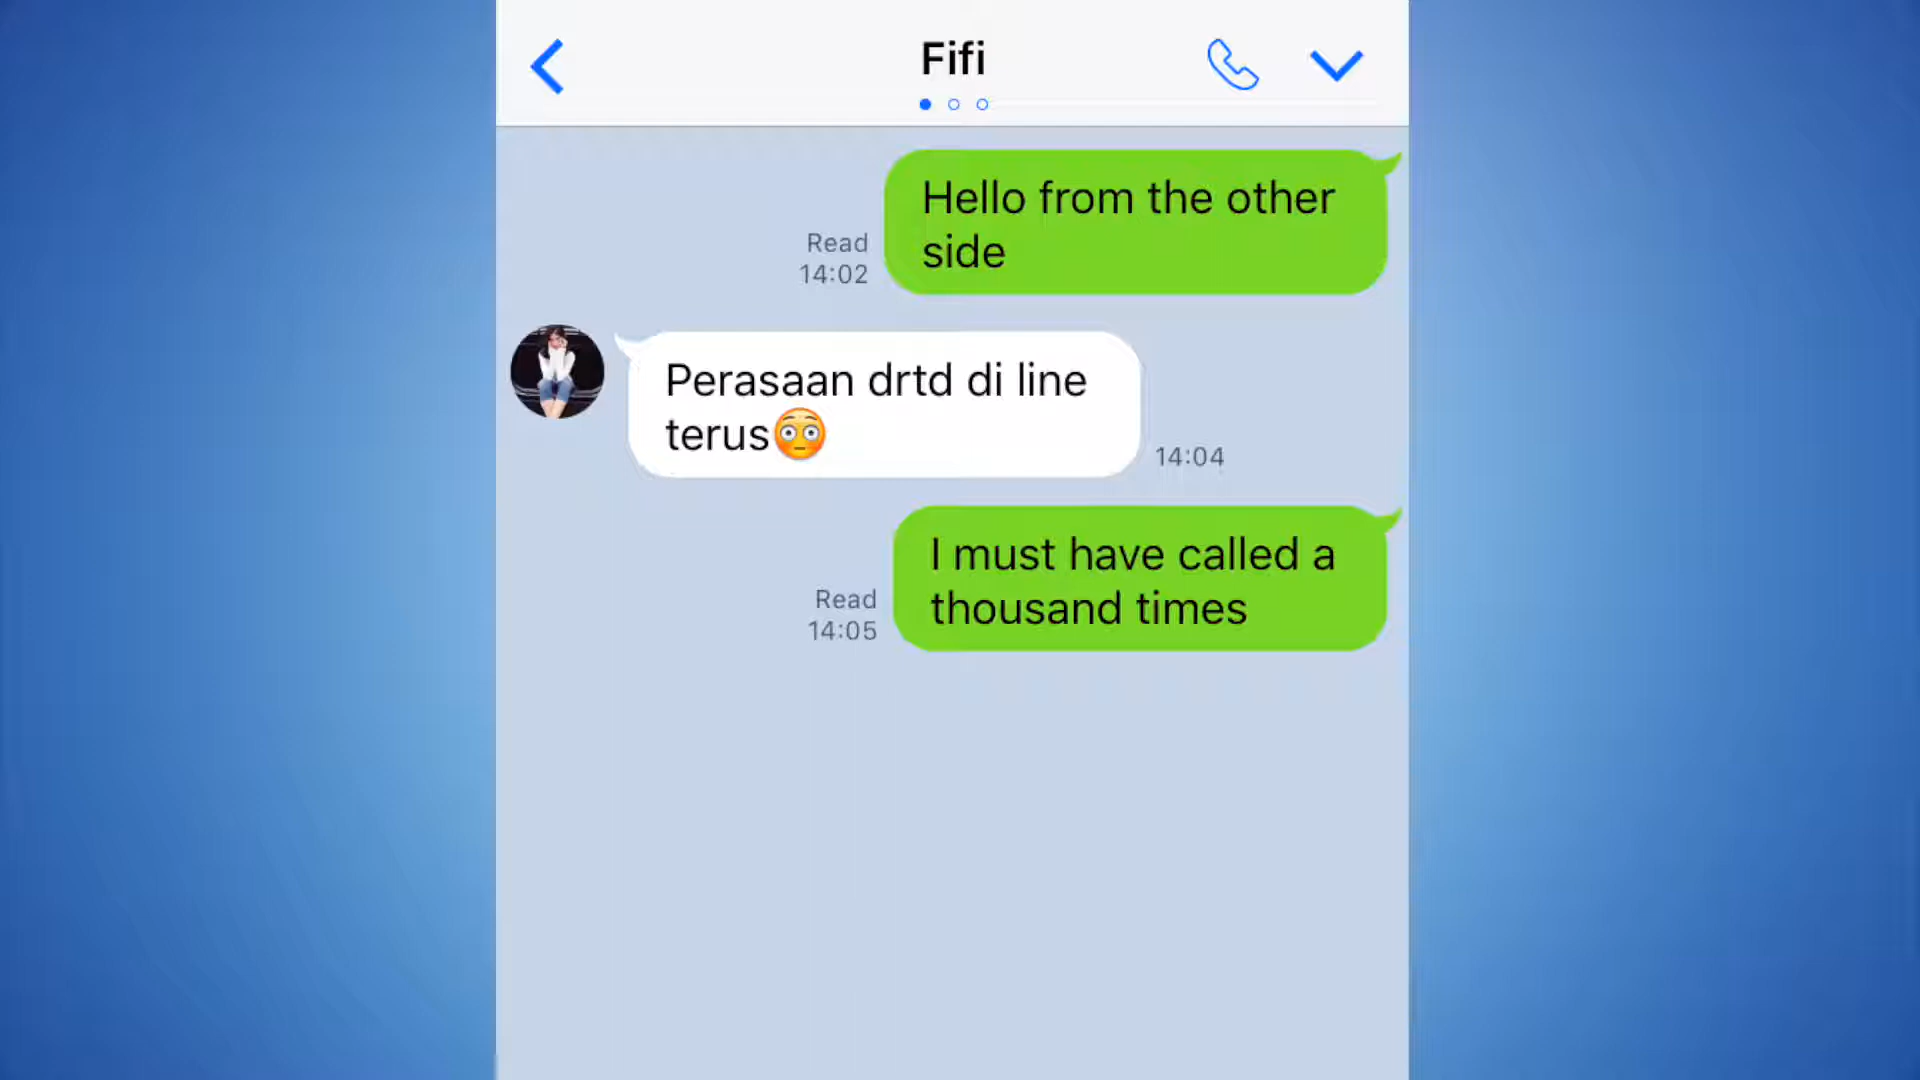 Fifi
Hello from the other
side
Read
14:02
Perasaan drtd di line
terus😳
14:04
I must have called a
thousand times
Read
14:05